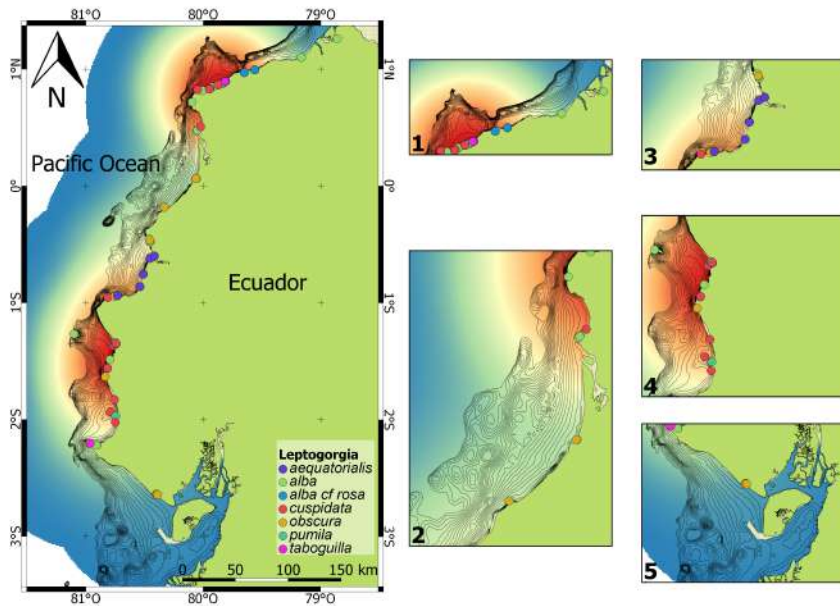 81°O 80°O 79°O
1°N 1°N
N
Pacific Ocean
0° 0°
Ecuador
1°S 1°S
2°S 2°S
Leptogorgia
aequatorialis
alba
alba cf rosa
cuspidata
obscura
pumila
taboguilla
3°S 3°S
0 50 100 150 km
81°O 80°O 79°O
1
2
3
4
5